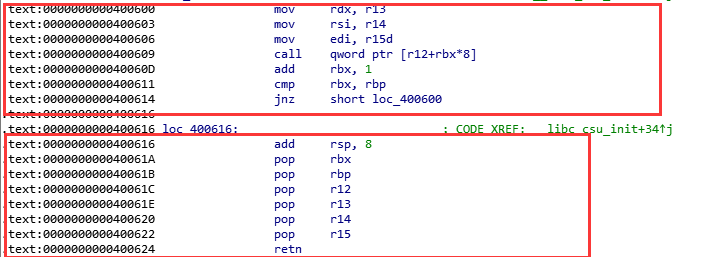 text:0000000000400600 mov rdx, r13
text:0000000000400603 mov rsi, r14
text:0000000000400606 mov edi, r15d
text:0000000000400609 call qword ptr [r12+rbx*8]
text:000000000040060D add rbx, 1
text:0000000000400611 cmp rbx, rbp
text:0000000000400614 jnz short loc_400600
text:0000000000400616
.text:0000000000400616 loc_400616: ; CODE XREF: libc_csu_init+34↑j
text:0000000000400616 add rsp, 8
text:000000000040061A pop rbx
text:000000000040061B pop rbp
text:000000000040061C pop r12
text:000000000040061E pop r13
text:0000000000400620 pop r14
text:0000000000400622 pop r15
text:0000000000400624 retn